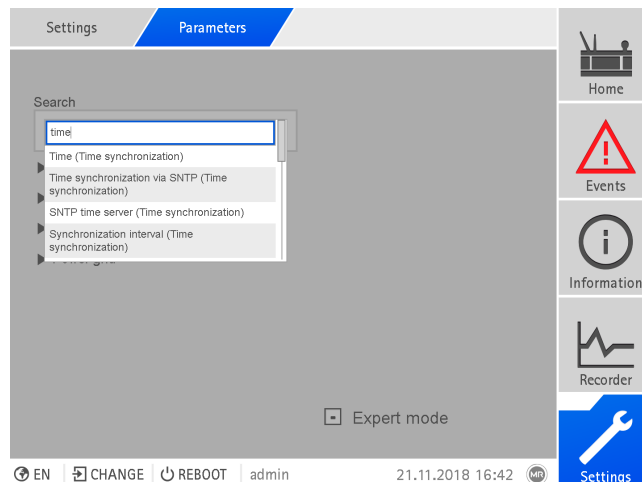 Settings
Parameters
Search
time
Time (Time synchronization)
Time synchronization via SNTP (Time
synchronization)
SNTP time server (Time synchronization)
Synchronization interval (Time
synchronization)
Expert mode
EN
CHANGE
REBOOT
admin
21.11.2018 16:42
MR
Home
Events
Information
Recorder
Settings